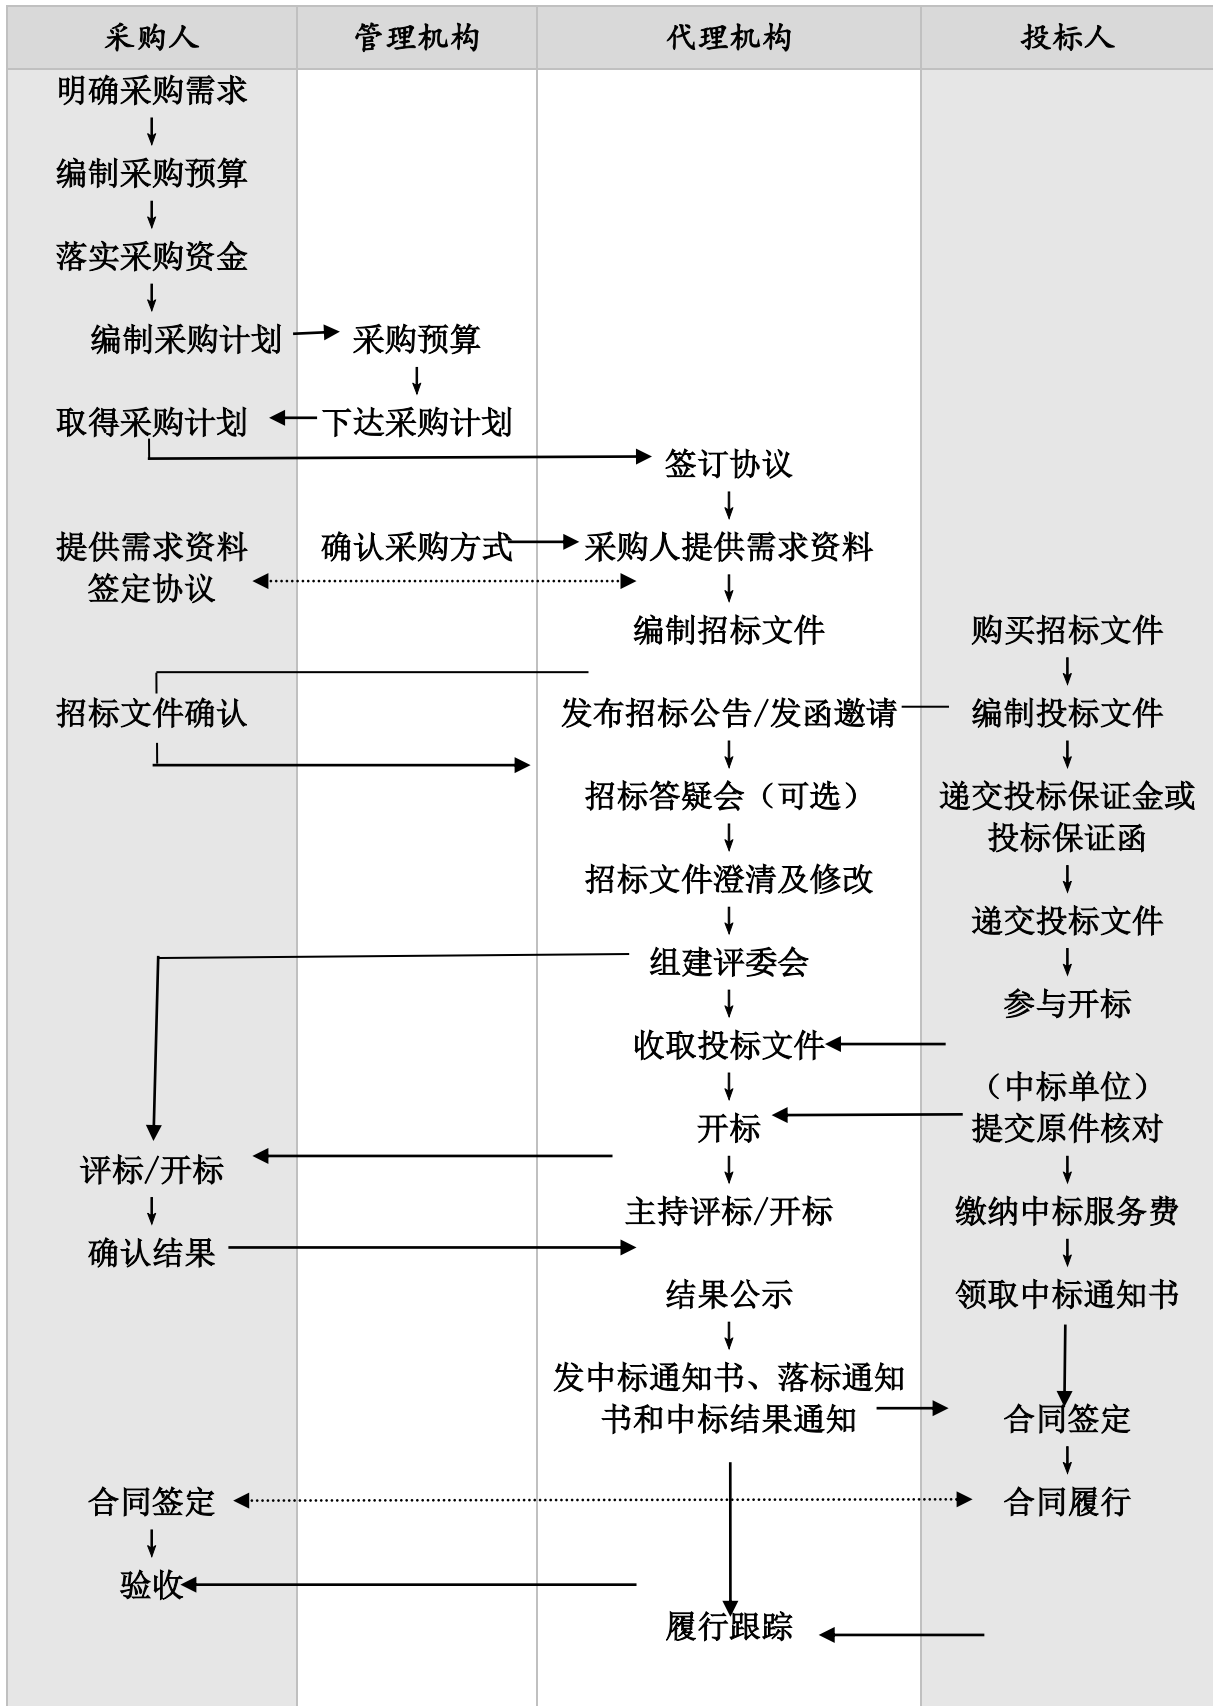 采购人 管理机构 代理机构 投标人
明确采购需求
编制采购预算
落实采购资金
编制采购计划 采购预算
取得采购计划 下达采购计划
签订协议
提供需求资料 确认采购方式 采购人提供需求资料
签定协议
编制招标文件 购买招标文件
招标文件确认 发布招标公告/发函邀请 编制投标文件
招标答疑会（可选） 递交投标保证金或
投标保证函
招标文件澄清及修改
递交投标文件
组建评委会
参与开标
收取投标文件
（中标单位）
开标 提交原件核对
评标/开标
主持评标/开标 缴纳中标服务费
确认结果
结果公示 领取中标通知书
发中标通知书、落标通知
书和中标结果通知 合同签定
合同签定 合同履行
验收
履行跟踪